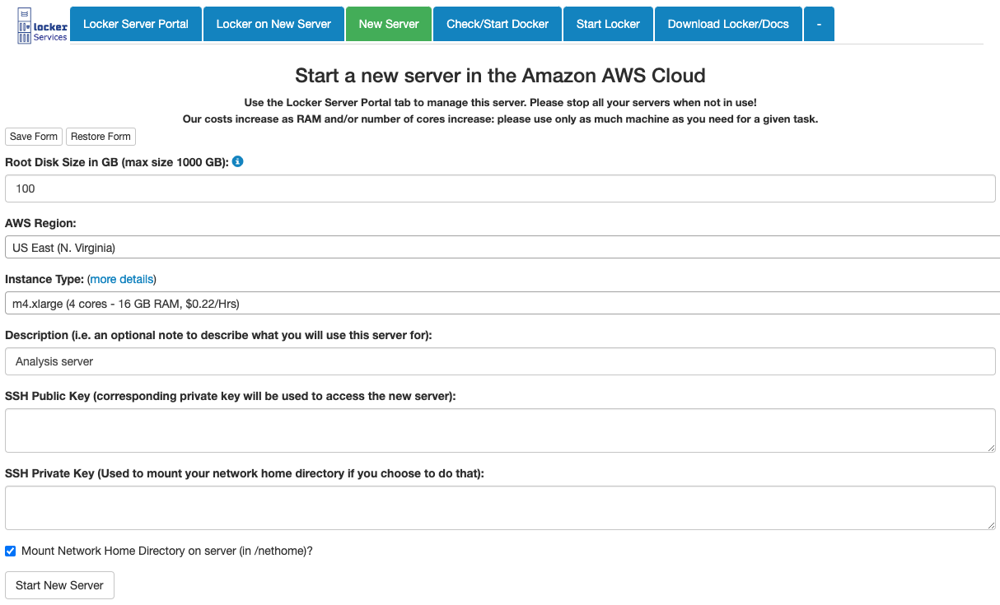 locker
Services
Locker Server Portal
Locker on New Server
New Server
Check/Start Docker
Start Locker
Download Locker/Docs
-
Start a new server in the Amazon AWS Cloud
Use the Locker Server Portal tab to manage this server. Please stop all your servers when not in use!
Our costs increase as RAM and/or number of cores increase: please use only as much machine as you need for a given task.
Save Form
Restore Form
Root Disk Size in GB (max size 1000 GB):
100
AWS Region:
US East (N. Virginia)
Instance Type: (more details)
m4.xlarge (4 cores - 16 GB RAM, $0.22/Hrs)
Description (i.e. an optional note to describe what you will use this server for):
Analysis server
SSH Public Key (corresponding private key will be used to access the new server):
SSH Private Key (Used to mount your network home directory if you choose to do that):
Mount Network Home Directory on server (in /nethome)?
Start New Server